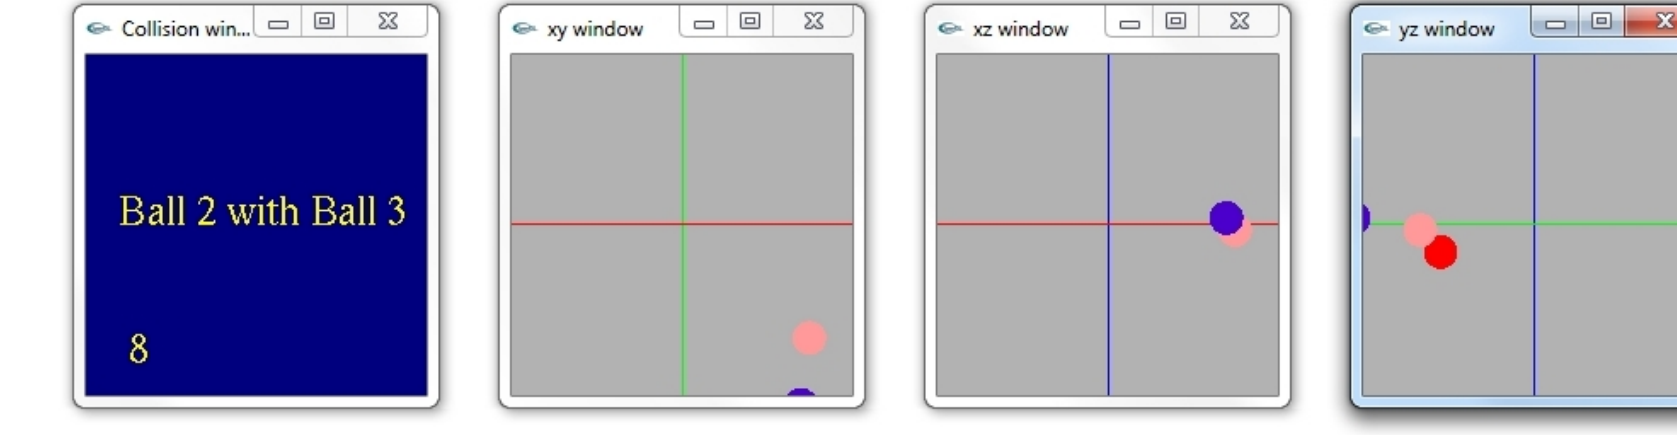 Collision win...
xy window
xz window
yz window
Ball 2 with Ball 3
8